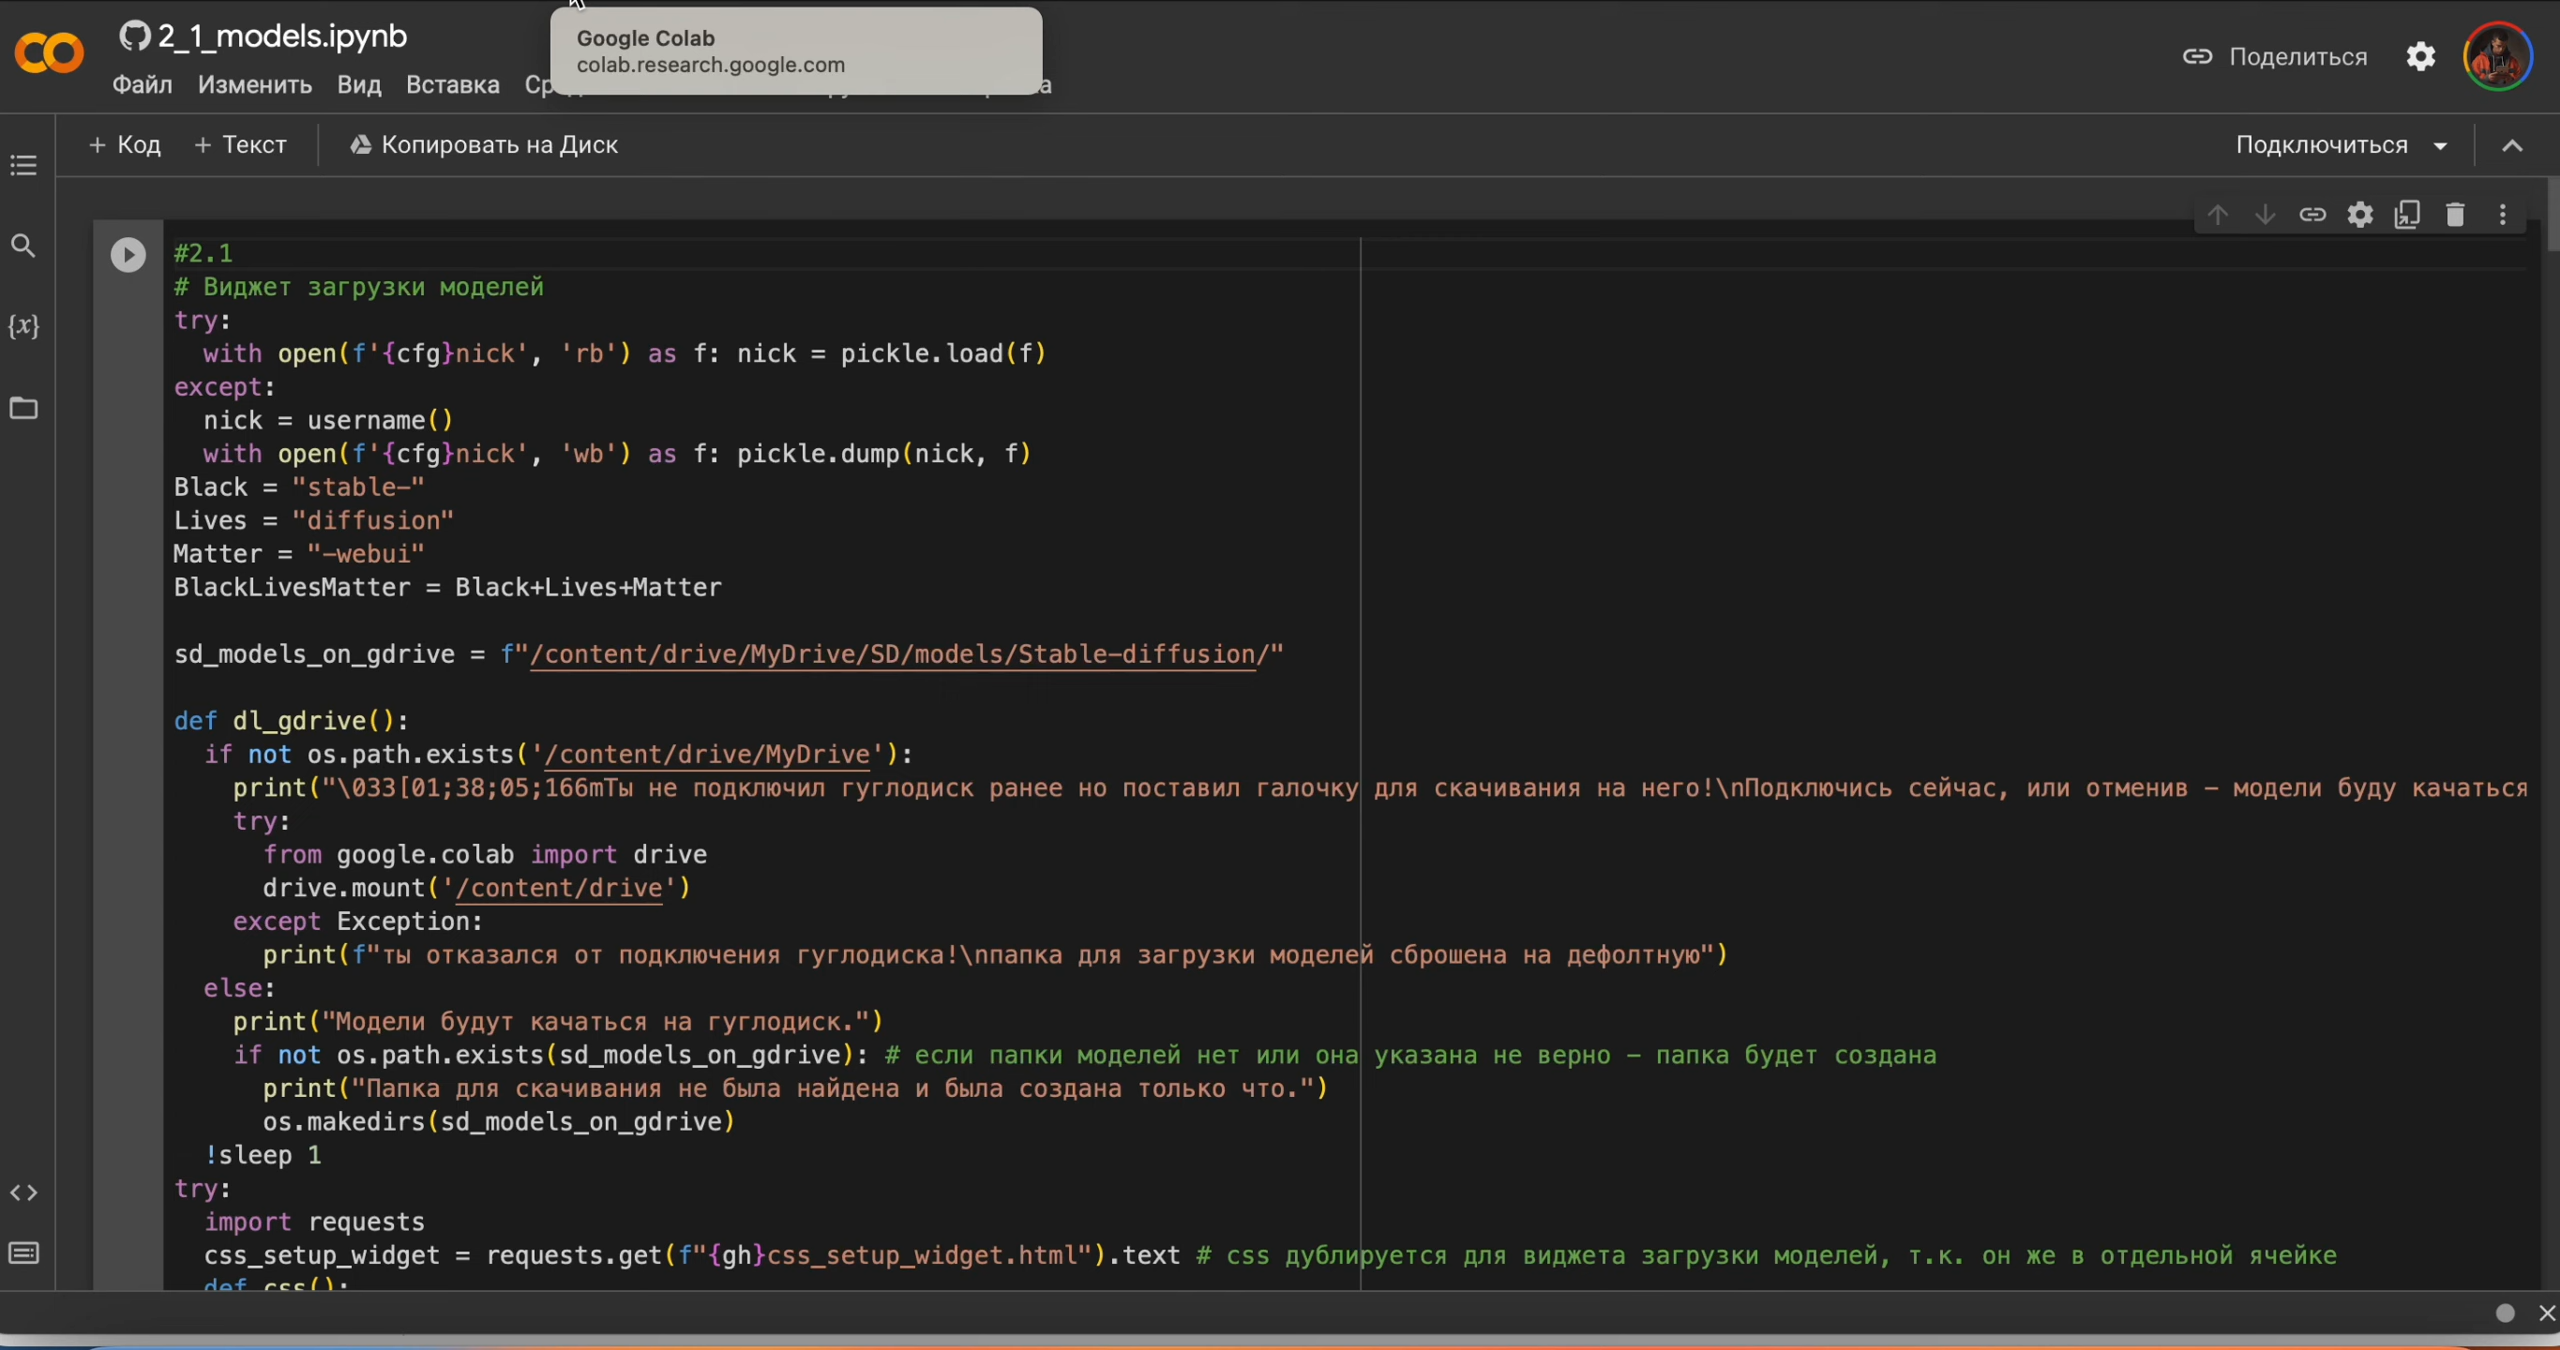 2_1_models.ipynb
Google Colab
colab.research.google.com
Файл Изменить Вид Вставка
Поделиться
+ Код + Текст Копировать на Диск
Подключиться
{x}
#2.1
# Виджет загрузки моделей
try:
with open(f'{cfg}nick', 'rb') as f: nick = pickle.load(f)
except:
nick = username()
with open(f'{cfg}nick', 'wb') as f: pickle.dump(nick, f)
Black = "stable-"
Lives = "diffusion"
Matter = "-webui"
BlackLivesMatter = Black+Lives+Matter
sd_models_on_gdrive = f"/content/drive/MyDrive/SD/models/Stable-diffusion/"
def dl_gdrive():
if not os.path.exists('/content/drive/MyDrive'):
print("\033[01;38;05;166mТы не подключил гуглодиск ранее но поставил галочку для скачивания на него!\nПодключись сейчас, или отменив – модели буду качаться
try:
from google.colab import drive
drive.mount('/content/drive')
except Exception:
print(f"ты отказался от подключения гуглодиска!\nпапка для загрузки моделей сброшена на дефолтную")
else:
print("Модели будут качаться на гуглодиск.")
if not os.path.exists(sd_models_on_gdrive): # если папки моделей нет или она указана не верно – папка будет создана
print("Папка для скачивания не была найдена и была создана только что.")
os.makedirs(sd_models_on_gdrive)
!sleep 1
try:
import requests
css_setup_widget = requests.get(f"{gh}css_setup_widget.html").text # css дублируется для виджета загрузки моделей, т.к. он же в отдельной ячейке
def css():